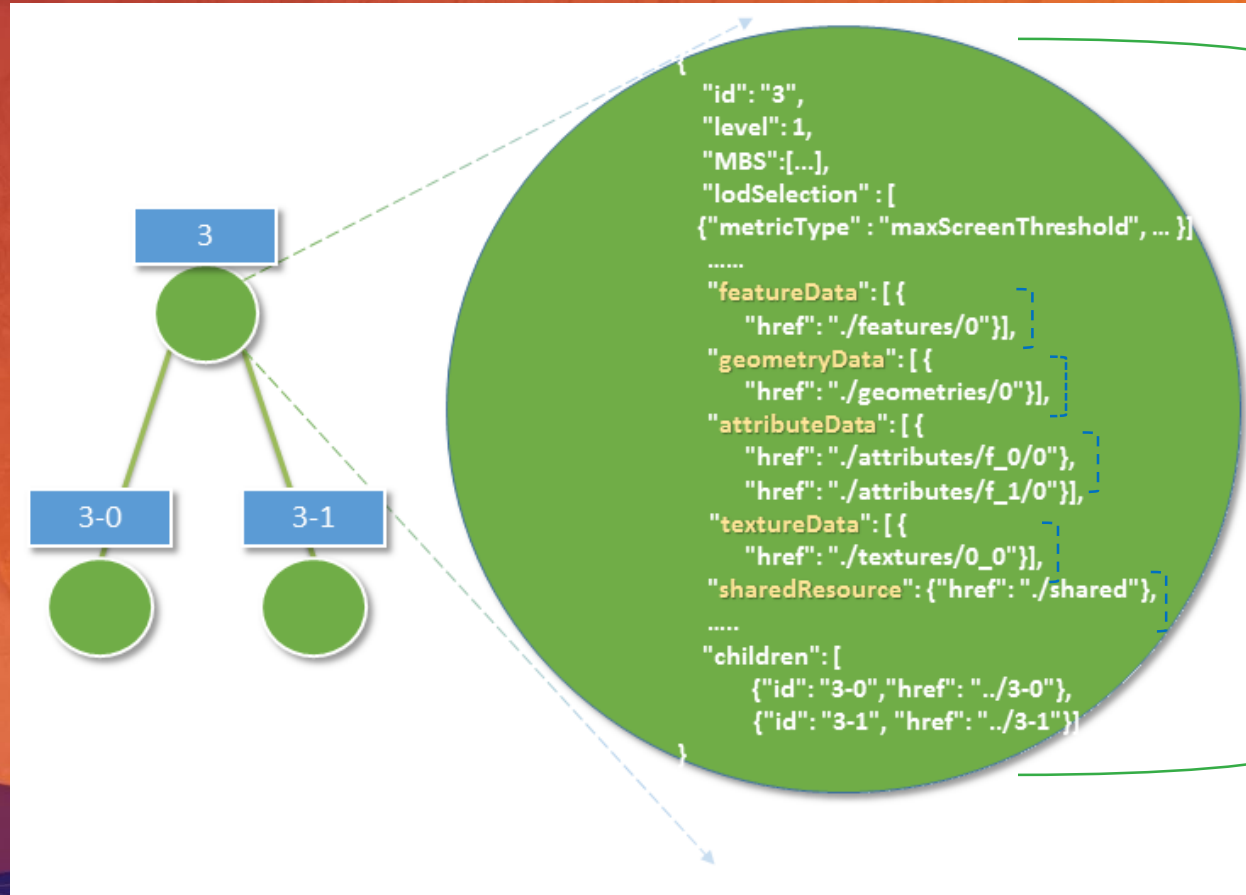 3
3-0
3-1
{
"id": "3",
"level": 1,
"MBS":[...],
"lodSelection" : [
{"metricType" : "maxScreenThreshold", ... }]
......
"featureData": [ {
"href": "./features/0"}],
"geometryData": [ {
"href": "./geometries/0"}],
"attributeData": [ {
"href": "./attributes/f_0/0"},
"href": "./attributes/f_1/0"}],
"textureData": [ {
"href": "./textures/0_0"}],
"sharedResource": {"href": "./shared"},
.....
"children": [
{"id": "3-0","href": "../3-0"},
{"id": "3-1", "href": "../3-1"}]
}